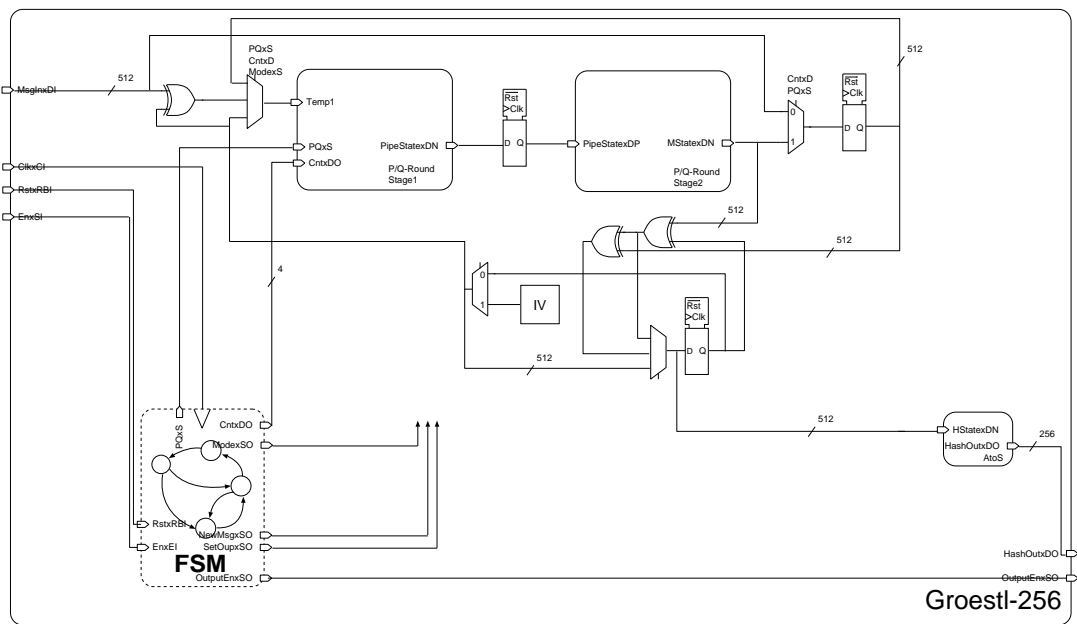 PQxS
CntxD
ModexS
512
MsgInxDI
Temp1
PQxS
CntxDO
PipeStatexDN
P/Q-Round
Stage1
Rst
>Clk
D Q
PipeStatexDP
MStatexDN
P/Q-Round
Stage2
CntxD
PQxS
0
1
Rst
>Clk
D Q
512
ClkxCI
RstxRBI
EnxSI
512
512
4
0
1
IV
Rst
>Clk
D Q
512
512
PQxS
CntxDO
ModexSO
RstxRBI
EnxEI
NewMsgxSO
SetOupxSO
FSM
OutputEnxSO
HStatexDN
HashOutxDO
AtoS
256
HashOutxDO
OutputEnxSO
Groestl-256